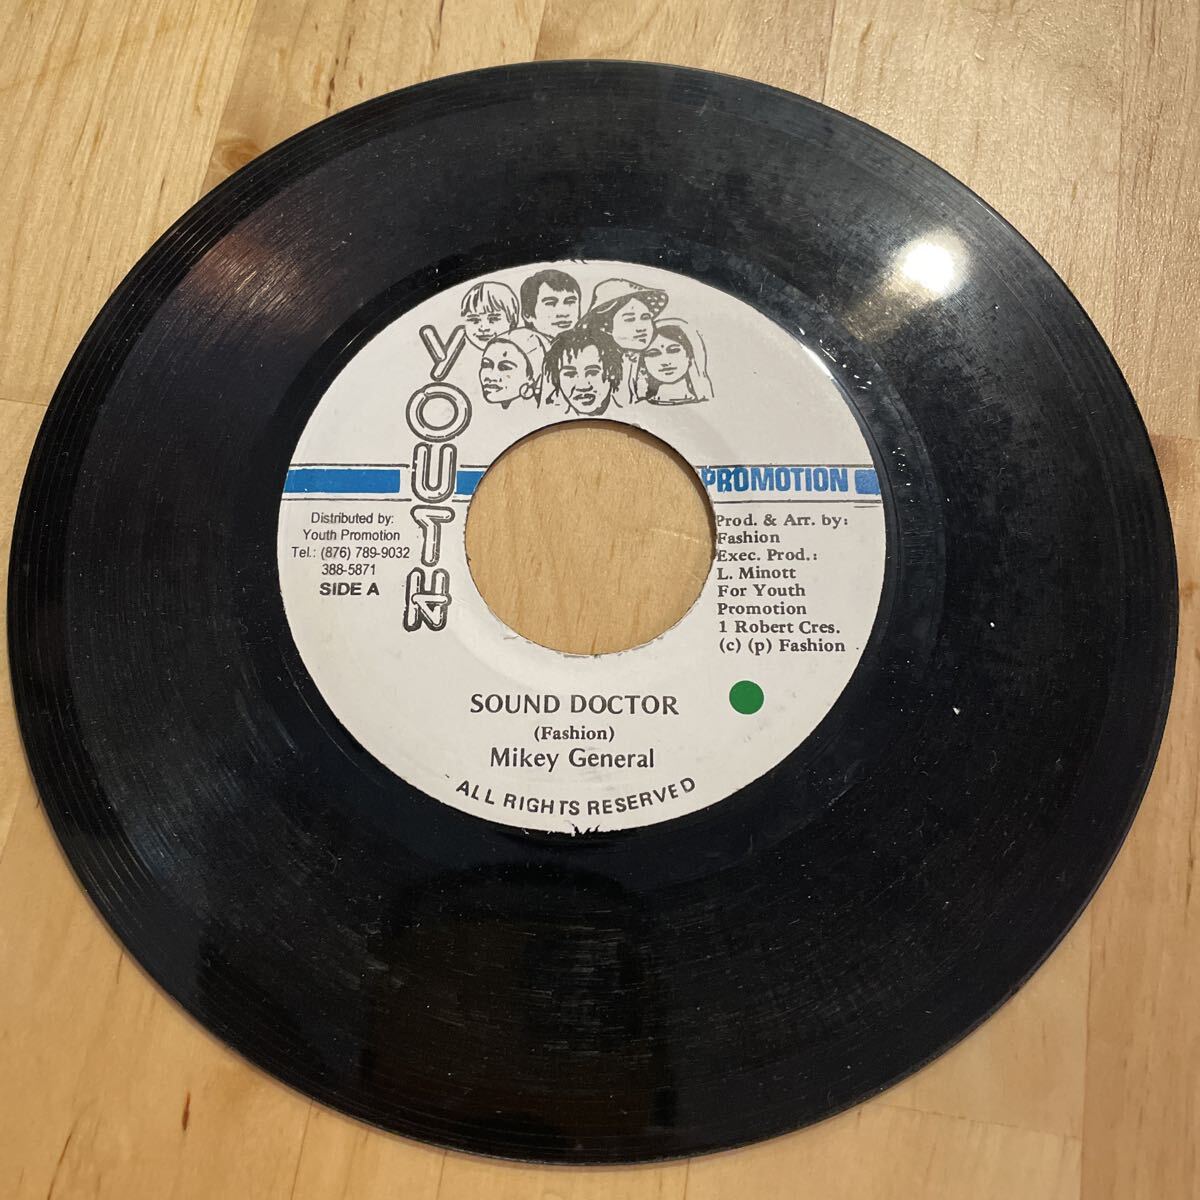 YOUTH
PROMOTION
Distributed by:
Youth Promotion
Tel.: (876) 789-9032
388-5871
SIDE A
Prod. & Arr. by:
Fashion
Exec. Prod.:
L. Minott
For Youth
Promotion
1 Robert Cres.
(c) (p) Fashion
SOUND DOCTOR
(Fashion)
Mikey General
ALL RIGHTS RESERVED